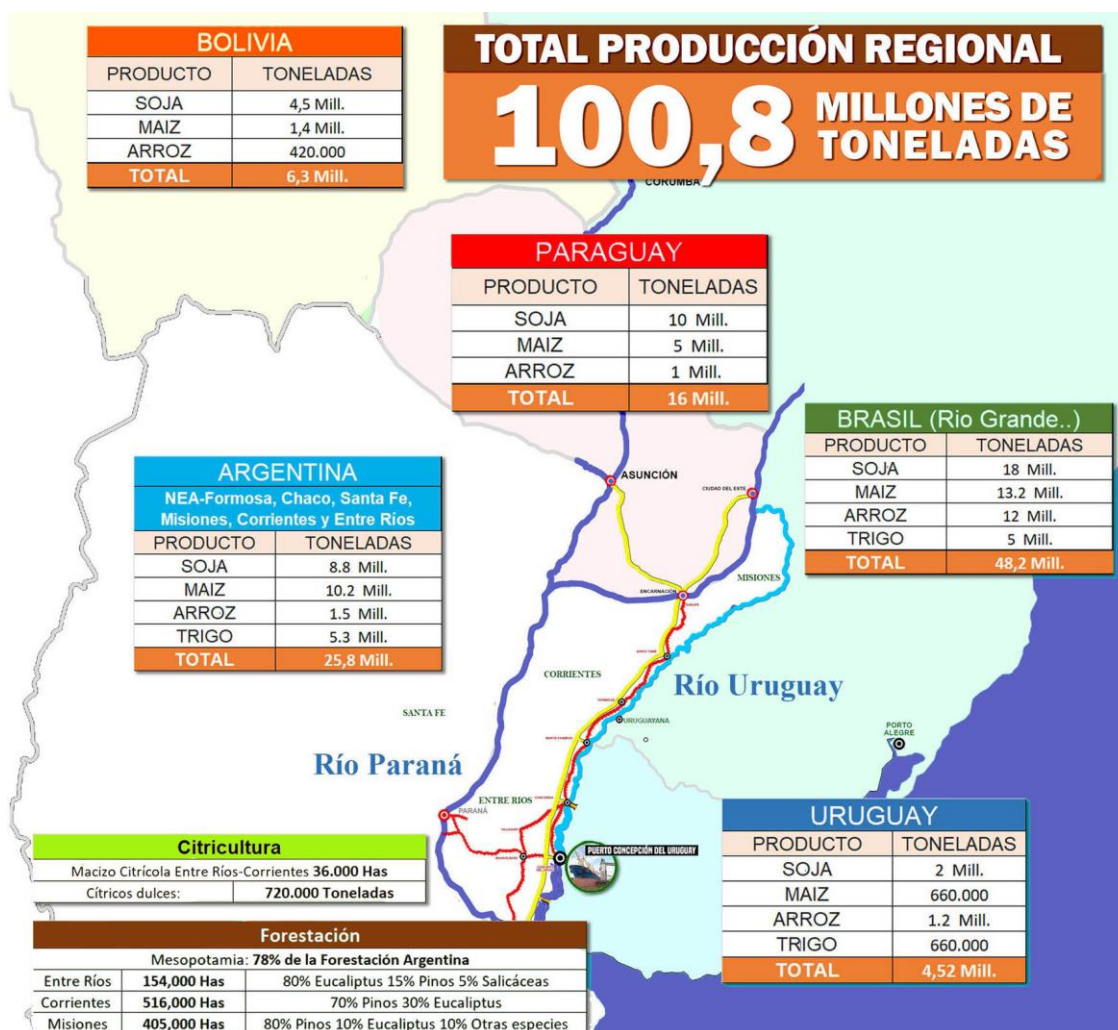 BOLIVIA
PRODUCTO TONELADAS
SOJA 4,5 Mill.
MAIZ 1,4 Mill.
ARROZ 420.000
TOTAL 6,3 Mill.
TOTAL PRODUCCIÓN REGIONAL
100,8 MILLONES DE
TONELADAS
CORUMBA
PARAGUAY
PRODUCTO TONELADAS
SOJA 10 Mill.
MAIZ 5 Mill.
ARROZ 1 Mill.
TOTAL 16 Mill.
BRASIL (Rio Grande..)
PRODUCTO TONELADAS
SOJA 18 Mill.
MAIZ 13.2 Mill.
ARROZ 12 Mill.
TRIGO 5 Mill.
TOTAL 48,2 Mill.
ARGENTINA
NEA-Formosa, Chaco, Santa Fe,
Misiones, Corrientes y Entre Ríos
PRODUCTO TONELADAS
SOJA 8.8 Mill.
MAIZ 10.2 Mill.
ARROZ 1.5 Mill.
TRIGO 5.3 Mill.
TOTAL 25,8 Mill.
ASUNCIÓN
CIUDAD DEL ESTE
MISIONES
ENCARNACIÓN
CORRIENTES
Río Uruguay
SANTA FE
URUGUAYANA
PORTO
ALEGRE
Río Paraná
ENTRE RIOS
PARANÁ
PUERTO CONCEPCIÓN DEL URUGUAY
URUGUAY
PRODUCTO TONELADAS
SOJA 2 Mill.
MAIZ 660.000
ARROZ 1.2 Mill.
TRIGO 660.000
TOTAL 4,52 Mill.
Citricultura
Macizo Citrícola Entre Ríos-Corrientes 36.000 Has
Cítricos dulces: 720.000 Toneladas
Forestación
Mesopotamia: 78% de la Forestación Argentina
Entre Ríos 154,000 Has 80% Eucaliptus 15% Pinos 5% Salicáceas
Corrientes 516,000 Has 70% Pinos 30% Eucaliptus
Misiones 405,000 Has 80% Pinos 10% Eucaliptus 10% Otras especies